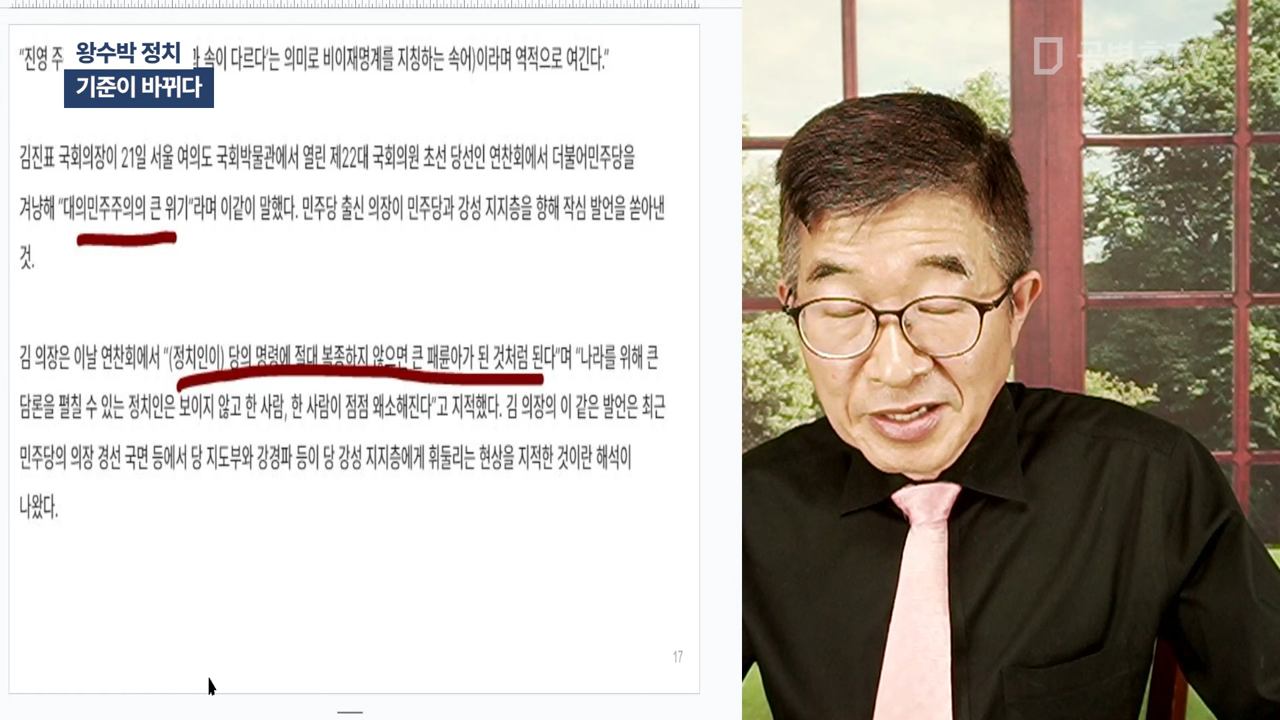 왕수박 정치
기준이 바뀌다
"진영 주 속이 다르다'는 의미로 비이재명계를 지칭하는 속어)이라며 역적으로 여긴다."
김진표 국회의장이 21일 서울 여의도 국회박물관에서 열린 제22대 국회의원 초선 당선인 연찬회에서 더불어민주당을
겨냥해 "대의민주주의의 큰 위기"라며 이같이 말했다. 민주당 출신 의장이 민주당과 강성 지지층을 향해 작심 발언을 쏟아낸
것.
김 의장은 이날 연찬회에서 "(정치인이) 당의 명령에 절대 복종하지 않으면 큰 패륜아가 된 것처럼 된다"며 "나라를 위해 큰
담론을 펼칠 수 있는 정치인은 보이지 않고 한 사람, 한 사람이 점점 왜소해진다"고 지적했다. 김 의장의 이 같은 발언은 최근
민주당의 의장 경선 국면 등에서 당 지도부와 강경파 등이 당 강성 지지층에게 휘둘리는 현상을 지적한 것이란 해석이
나왔다.
17
공병호TV